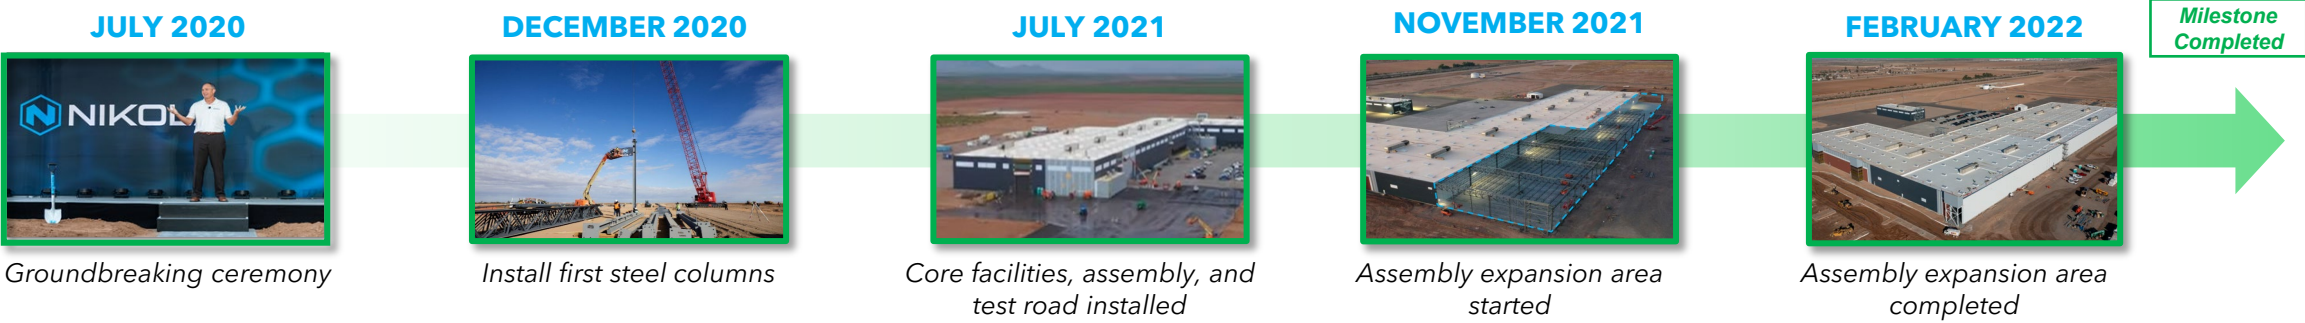 JULY 2020
DECEMBER 2020
JULY 2021
NOVEMBER 2021
FEBRUARY 2022
Milestone
Completed
NIKOL
Groundbreaking ceremony
Install first steel columns
Core facilities, assembly, and
test road installed
Assembly expansion area
started
Assembly expansion area
completed